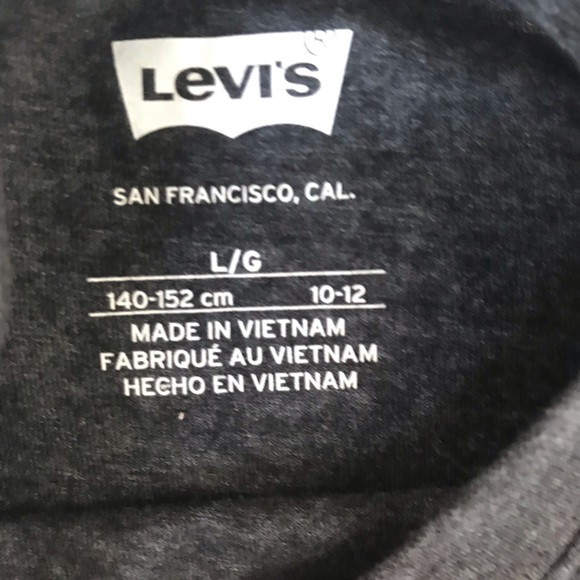 LEVI'S
SAN FRANCISCO, CAL.
L/G
140-152 cm 10-12
MADE IN VIETNAM
FABRIQUÉ AU VIETNAM
HECHO EN VIETNAM